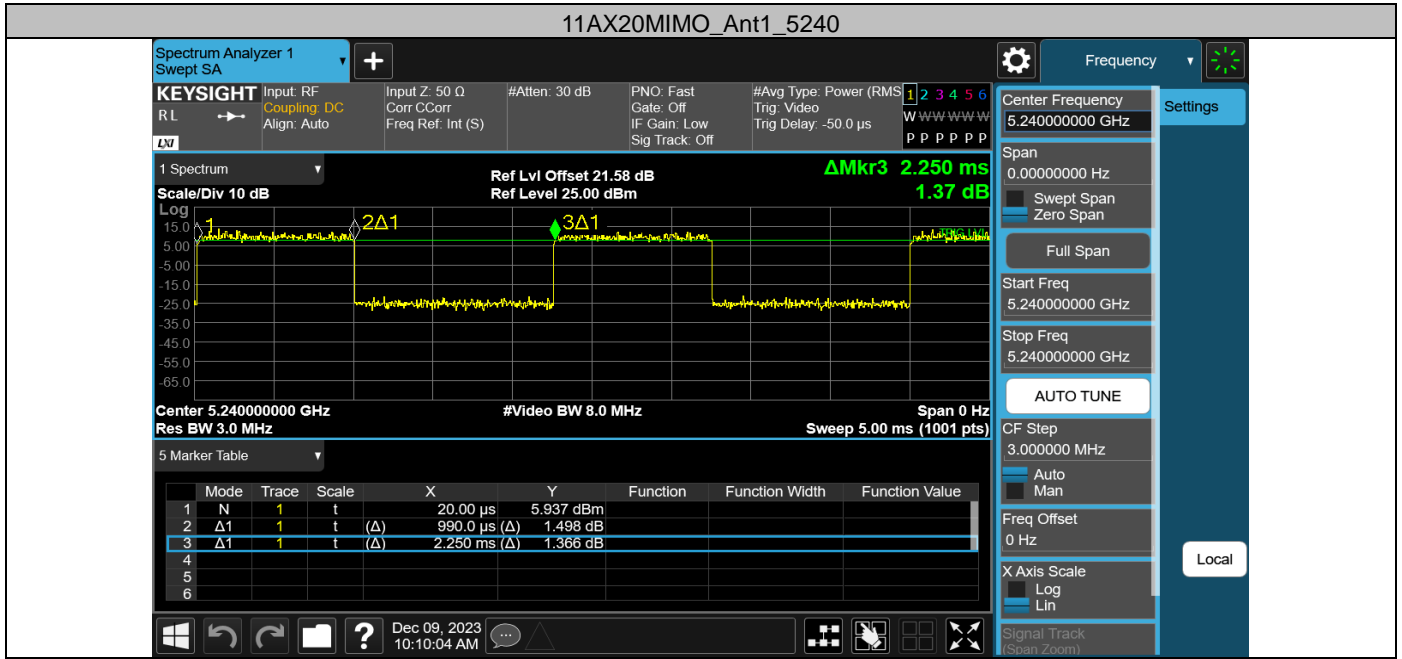 11AX20MIMO_Ant1_5240
Spectrum Analyzer 1
Swept SA
Frequency
KEYSIGHT
RL
LXI
Input: RF
Coupling: DC
Align: Auto
Input Z: 50 Ω
Corr CCorr
Freq Ref: Int (S)
#Atten: 30 dB
PNO: Fast
Gate: Off
IF Gain: Low
Sig Track: Off
#Avg Type: Power (RMS
Trig: Video
Trig Delay: -50.0 µs
1 2 3 4 5 6
W W W W W W
P P P P P P
1 Spectrum
Scale/Div 10 dB
Ref Lvl Offset 21.58 dB
Ref Level 25.00 dBm
ΔMkr3 2.250 ms
1.37 dB
Log
15.0
5.00
-5.00
-15.0
-25.0
-35.0
-45.0
-55.0
-65.0
1
2Δ1
3Δ1
TRIG LVL
Center 5.240000000 GHz
#Video BW 8.0 MHz
Span 0 Hz
Res BW 3.0 MHz
Sweep 5.00 ms (1001 pts)
5 Marker Table
Mode Trace Scale X Y Function Function Width Function Value
1 N 1 t 20.00 µs 5.937 dBm
2 Δ1 1 t (Δ) 990.0 µs (Δ) 1.498 dB
3 Δ1 1 t (Δ) 2.250 ms (Δ) 1.366 dB
4
5
6
Dec 09, 2023
10:10:04 AM
Center Frequency
5.240000000 GHz
Settings
Span
0.00000000 Hz
Swept Span
Zero Span
Full Span
Start Freq
5.240000000 GHz
Stop Freq
5.240000000 GHz
AUTO TUNE
CF Step
3.000000 MHz
Auto
Man
Freq Offset
0 Hz
X Axis Scale
Log
Lin
Signal Track
(Span Zoom)
Local